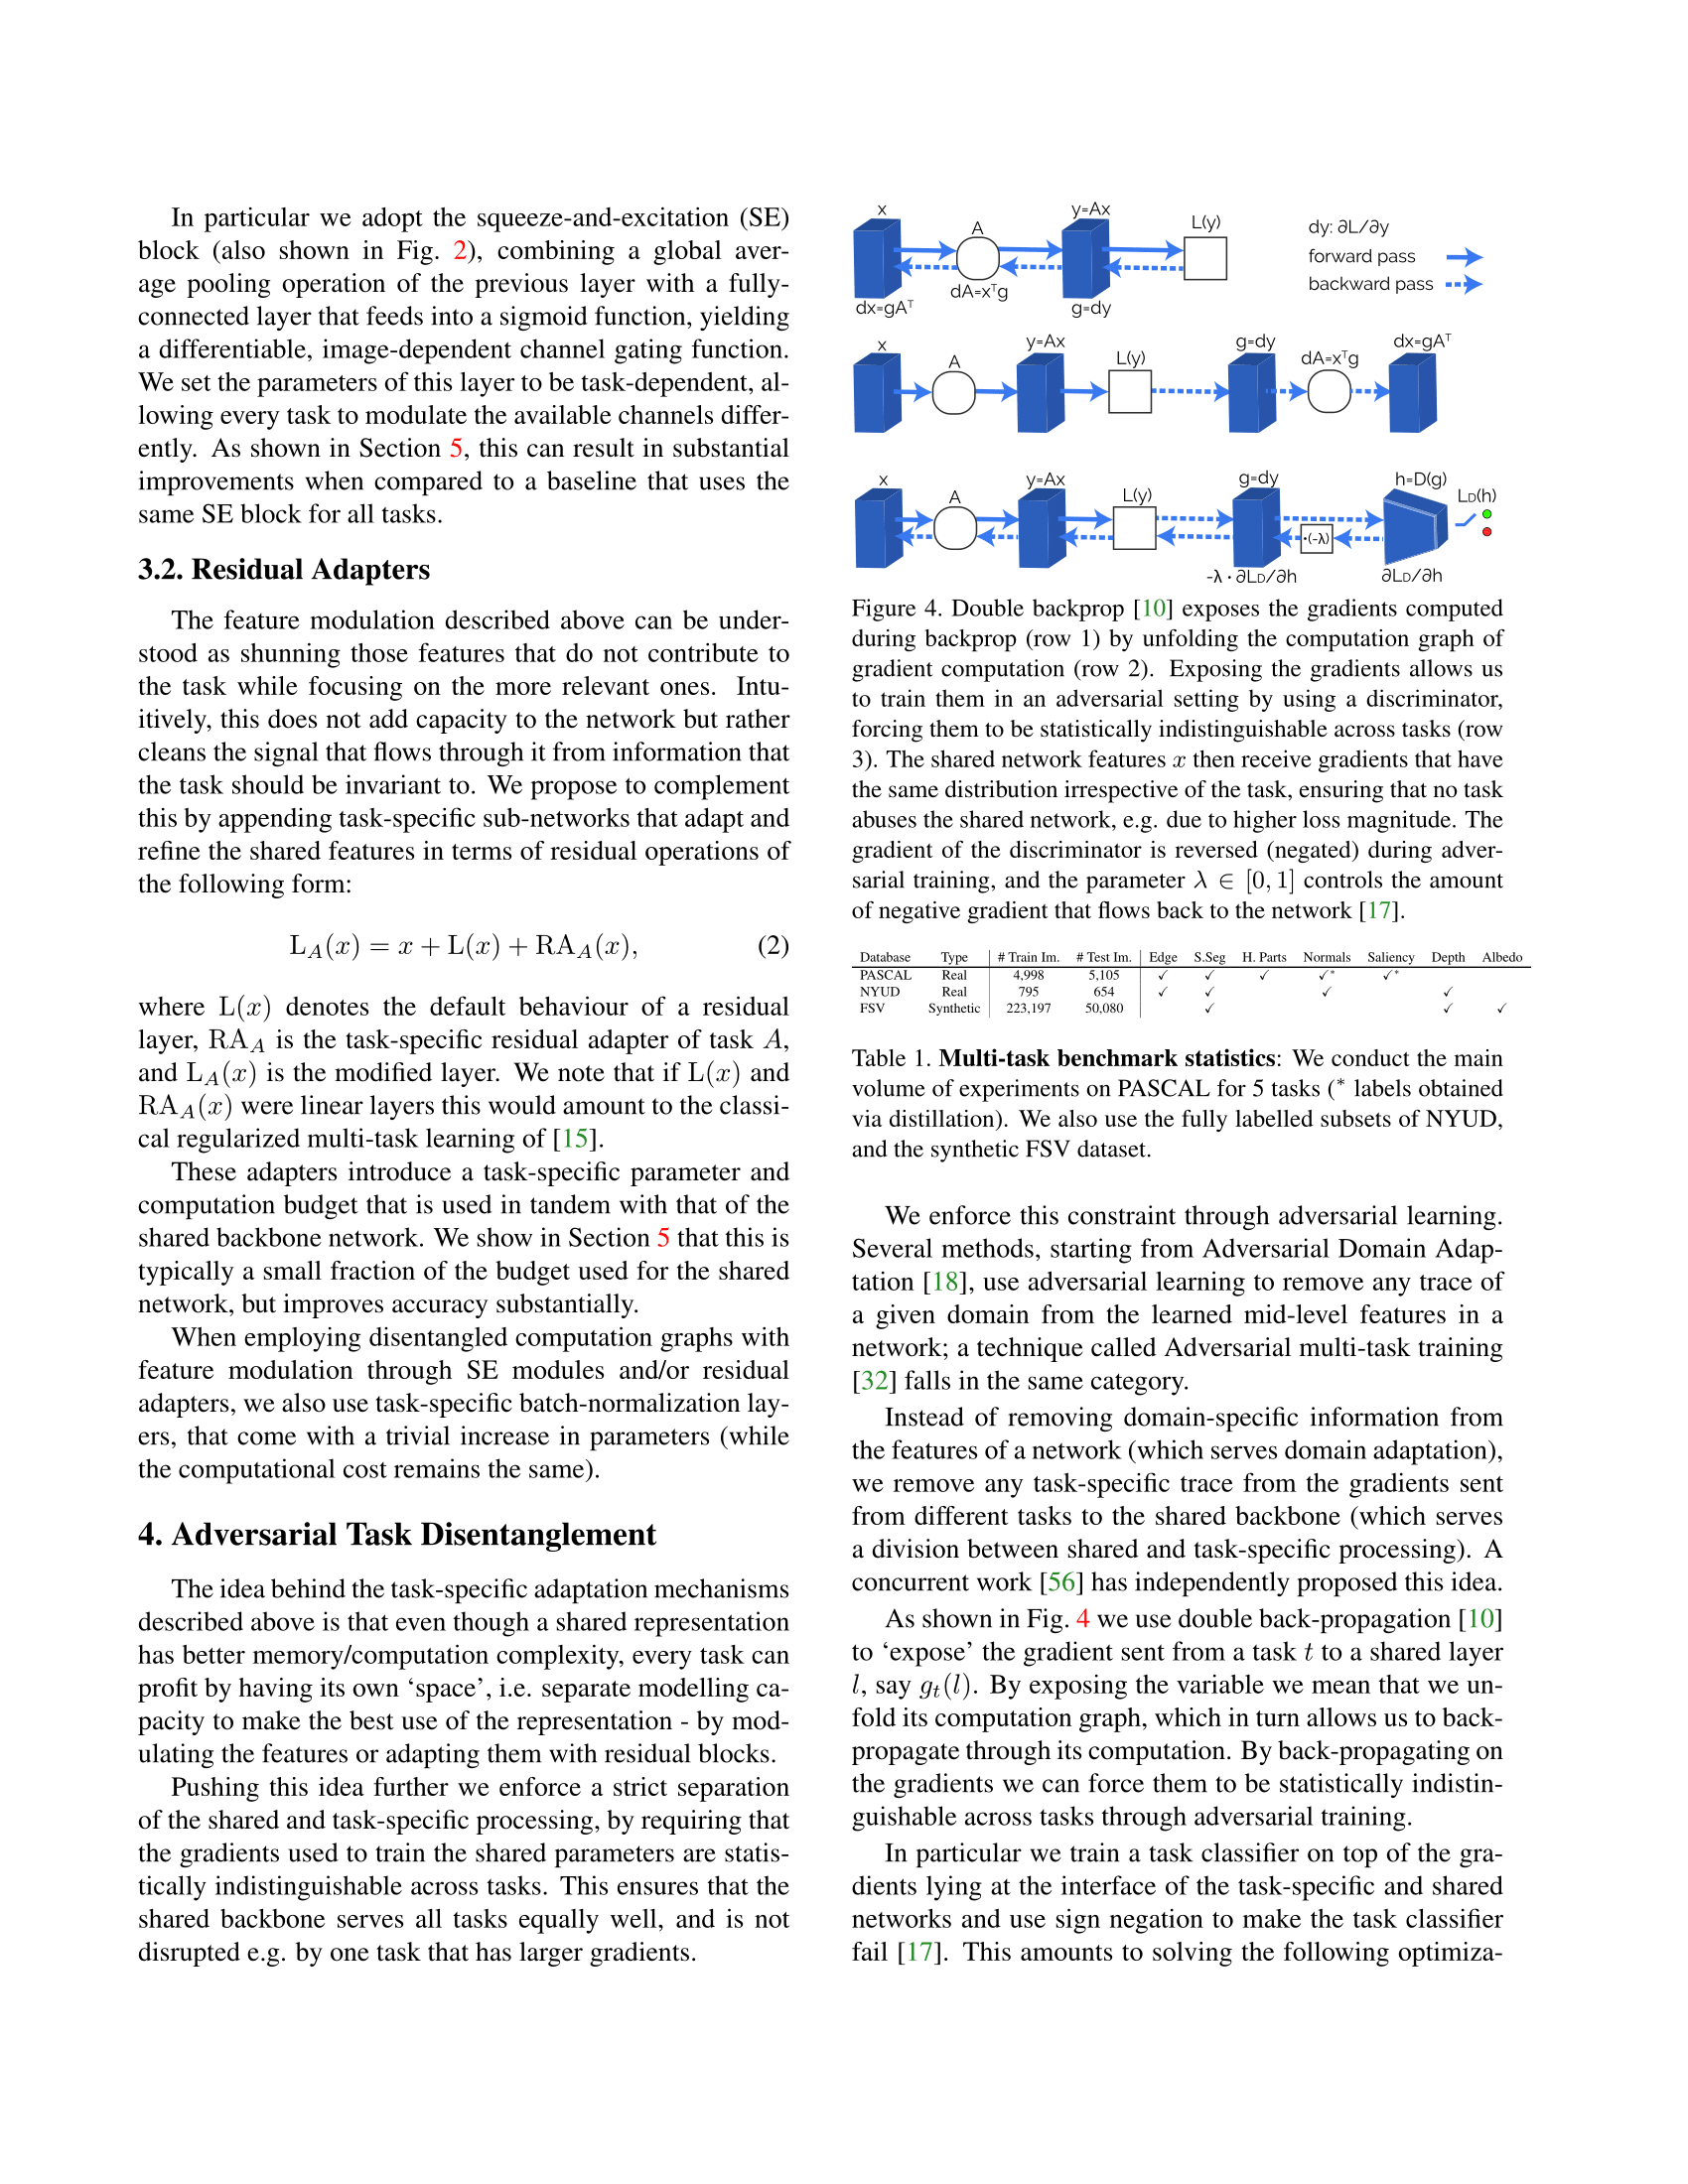 In particular we adopt the squeeze-and-excitation (SE)
block (also shown in Fig. 2), combining a global aver-
age pooling operation of the previous layer with a fully-
connected layer that feeds into a sigmoid function, yielding
a differentiable, image-dependent channel gating function.
We set the parameters of this layer to be task-dependent, al-
lowing every task to modulate the available channels differ-
ently. As shown in Section 5, this can result in substantial
improvements when compared to a baseline that uses the
same SE block for all tasks.
3.2. Residual Adapters
The feature modulation described above can be under-
stood as shunning those features that do not contribute to
the task while focusing on the more relevant ones. Intu-
itively, this does not add capacity to the network but rather
cleans the signal that flows through it from information that
the task should be invariant to. We propose to complement
this by appending task-specific sub-networks that adapt and
refine the shared features in terms of residual operations of
the following form:
L_A(x) = x + L(x) + RA_A(x), (2)
where L(x) denotes the default behaviour of a residual
layer, RA_A is the task-specific residual adapter of task A,
and L_A(x) is the modified layer. We note that if L(x) and
RA_A(x) were linear layers this would amount to the classi-
cal regularized multi-task learning of [15].
These adapters introduce a task-specific parameter and
computation budget that is used in tandem with that of the
shared backbone network. We show in Section 5 that this is
typically a small fraction of the budget used for the shared
network, but improves accuracy substantially.
When employing disentangled computation graphs with
feature modulation through SE modules and/or residual
adapters, we also use task-specific batch-normalization lay-
ers, that come with a trivial increase in parameters (while
the computational cost remains the same).
4. Adversarial Task Disentanglement
The idea behind the task-specific adaptation mechanisms
described above is that even though a shared representation
has better memory/computation complexity, every task can
profit by having its own ‘space’, i.e. separate modelling ca-
pacity to make the best use of the representation - by mod-
ulating the features or adapting them with residual blocks.
Pushing this idea further we enforce a strict separation
of the shared and task-specific processing, by requiring that
the gradients used to train the shared parameters are statis-
tically indistinguishable across tasks. This ensures that the
shared backbone serves all tasks equally well, and is not
disrupted e.g. by one task that has larger gradients.
x A y=Ax L(y)
dx=gAᵀ dA=xᵀg g=dy
dy: ∂L/∂y
forward pass
backward pass
x A y=Ax L(y) g=dy dA=xᵀg dx=gAᵀ
x A y=Ax L(y) g=dy h=D(g) L_D(h)
·(-λ)
-λ · ∂L_D/∂h ∂L_D/∂h
Figure 4. Double backprop [10] exposes the gradients computed
during backprop (row 1) by unfolding the computation graph of
gradient computation (row 2). Exposing the gradients allows us
to train them in an adversarial setting by using a discriminator,
forcing them to be statistically indistinguishable across tasks (row
3). The shared network features x then receive gradients that have
the same distribution irrespective of the task, ensuring that no task
abuses the shared network, e.g. due to higher loss magnitude. The
gradient of the discriminator is reversed (negated) during adver-
sarial training, and the parameter λ ∈ [0, 1] controls the amount
of negative gradient that flows back to the network [17].
Database Type # Train Im. # Test Im. Edge S.Seg H. Parts Normals Saliency Depth Albedo
PASCAL Real 4,998 5,105 ✓ ✓ ✓ ✓* ✓*
NYUD Real 795 654 ✓ ✓ ✓ ✓
FSV Synthetic 223,197 50,080 ✓ ✓ ✓
Table 1. Multi-task benchmark statistics: We conduct the main
volume of experiments on PASCAL for 5 tasks (* labels obtained
via distillation). We also use the fully labelled subsets of NYUD,
and the synthetic FSV dataset.
We enforce this constraint through adversarial learning.
Several methods, starting from Adversarial Domain Adap-
tation [18], use adversarial learning to remove any trace of
a given domain from the learned mid-level features in a
network; a technique called Adversarial multi-task training
[32] falls in the same category.
Instead of removing domain-specific information from
the features of a network (which serves domain adaptation),
we remove any task-specific trace from the gradients sent
from different tasks to the shared backbone (which serves
a division between shared and task-specific processing). A
concurrent work [56] has independently proposed this idea.
As shown in Fig. 4 we use double back-propagation [10]
to ‘expose’ the gradient sent from a task t to a shared layer
l, say g_t(l). By exposing the variable we mean that we un-
fold its computation graph, which in turn allows us to back-
propagate through its computation. By back-propagating on
the gradients we can force them to be statistically indistin-
guishable across tasks through adversarial training.
In particular we train a task classifier on top of the gra-
dients lying at the interface of the task-specific and shared
networks and use sign negation to make the task classifier
fail [17]. This amounts to solving the following optimiza-